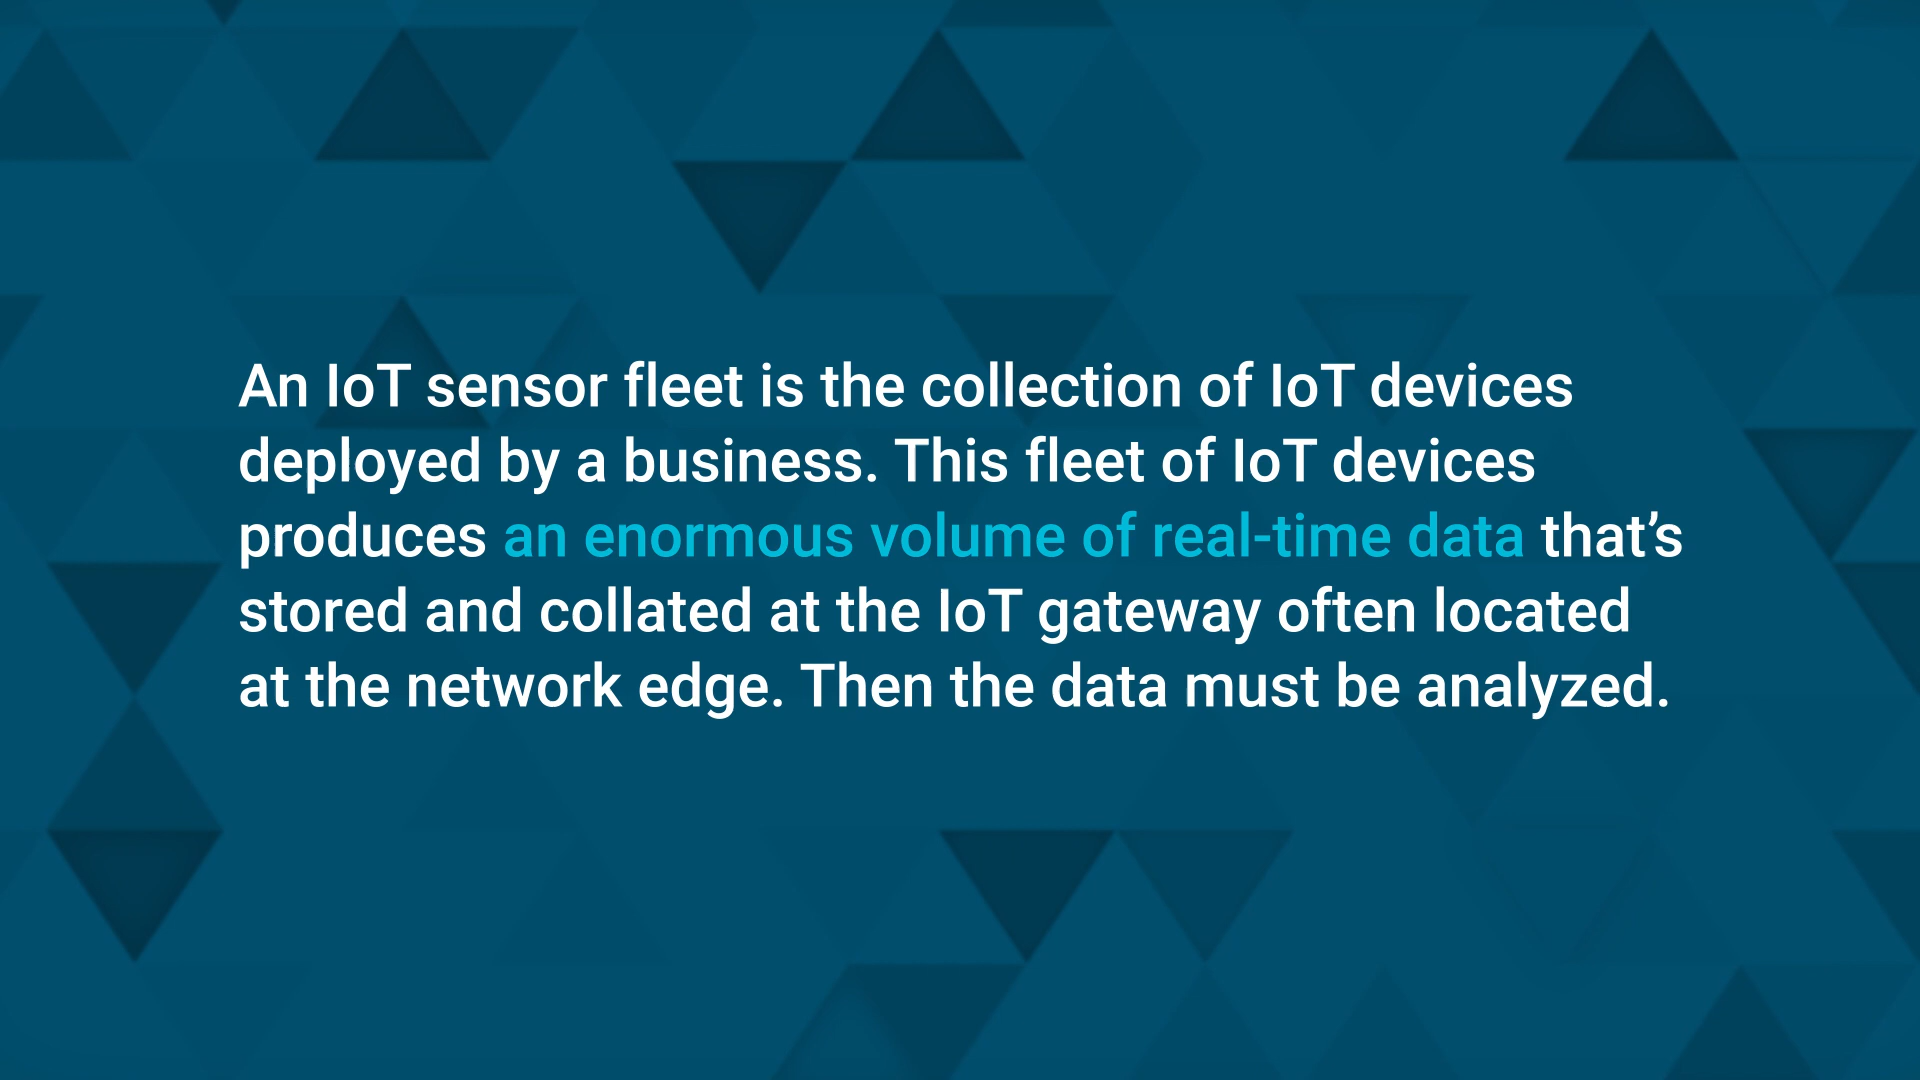 An IoT sensor fleet is the collection of IoT devices
deployed by a business. This fleet of IoT devices
produces an enormous volume of real-time data that’s
stored and collated at the IoT gateway often located
at the network edge. Then the data must be analyzed.